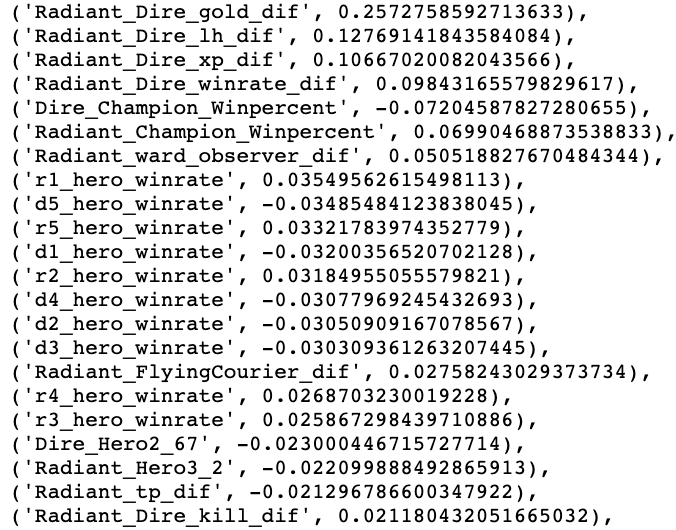 ('Radiant_Dire_gold_dif', 0.2572758592713633),
('Radiant_Dire_lh_dif', 0.12769141843584084),
('Radiant_Dire_xp_dif', 0.10667020082043566),
('Radiant_Dire_winrate_dif', 0.09843165579829617),
('Dire_Champion_Winpercent', -0.07204587827280655),
('Radiant_Champion_Winpercent', 0.06990468873538833),
('Radiant_ward_observer_dif', 0.050518827670484344),
('r1_hero_winrate', 0.03549562615498113),
('d5_hero_winrate', -0.03485484123838045),
('r5_hero_winrate', 0.03321783974352779),
('d1_hero_winrate', -0.03200356520702128),
('r2_hero_winrate', 0.03184955055579821),
('d4_hero_winrate', -0.03077969245432693),
('d2_hero_winrate', -0.03050909167078567),
('d3_hero_winrate', -0.030309361263207445),
('Radiant_FlyingCourier_dif', 0.02758243029373734),
('r4_hero_winrate', 0.0268703230019228),
('r3_hero_winrate', 0.025867298439710886),
('Dire_Hero2_67', -0.023000446715727714),
('Radiant_Hero3_2', -0.022099888492865913),
('Radiant_tp_dif', -0.021296786600347922),
('Radiant_Dire_kill_dif', 0.021180432051665032),